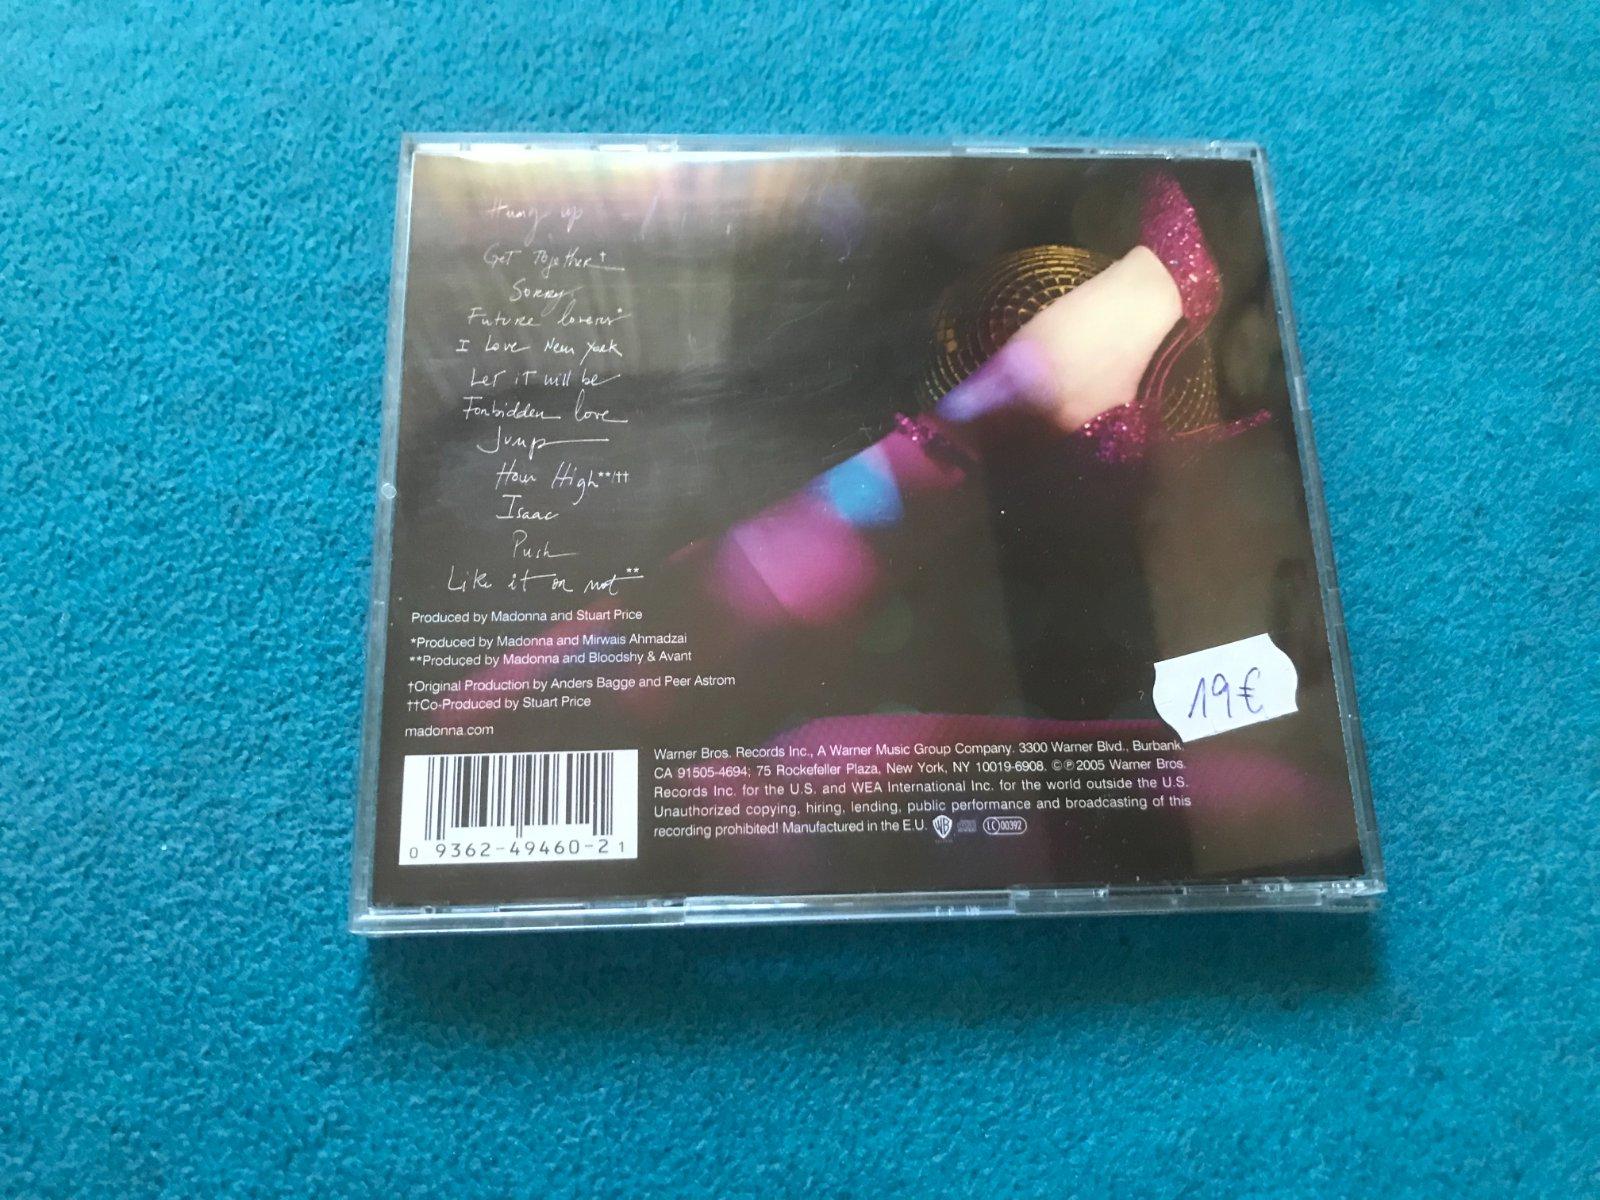 Hung up
Get Together†
Sorry
Future lovers*
I Love New York
Let it will be
Forbidden love
Jump
How High**/††
Isaac
Push
Like it or not**
Produced by Madonna and Stuart Price
*Produced by Madonna and Mirwais Ahmadzai
**Produced by Madonna and Bloodshy & Avant
†Original Production by Anders Bagge and Peer Astrom
††Co-Produced by Stuart Price
madonna.com
19€
Warner Bros. Records Inc., A Warner Music Group Company. 3300 Warner Blvd., Burbank,
CA 91505-4694; 75 Rockefeller Plaza, New York, NY 10019-6908. ©℗2005 Warner Bros.
Records Inc. for the U.S. and WEA International Inc. for the world outside the U.S.
Unauthorized copying, hiring, lending, public performance and broadcasting of this
recording prohibited! Manufactured in the E.U. WB LC 00392
0 9362-49460-2 1